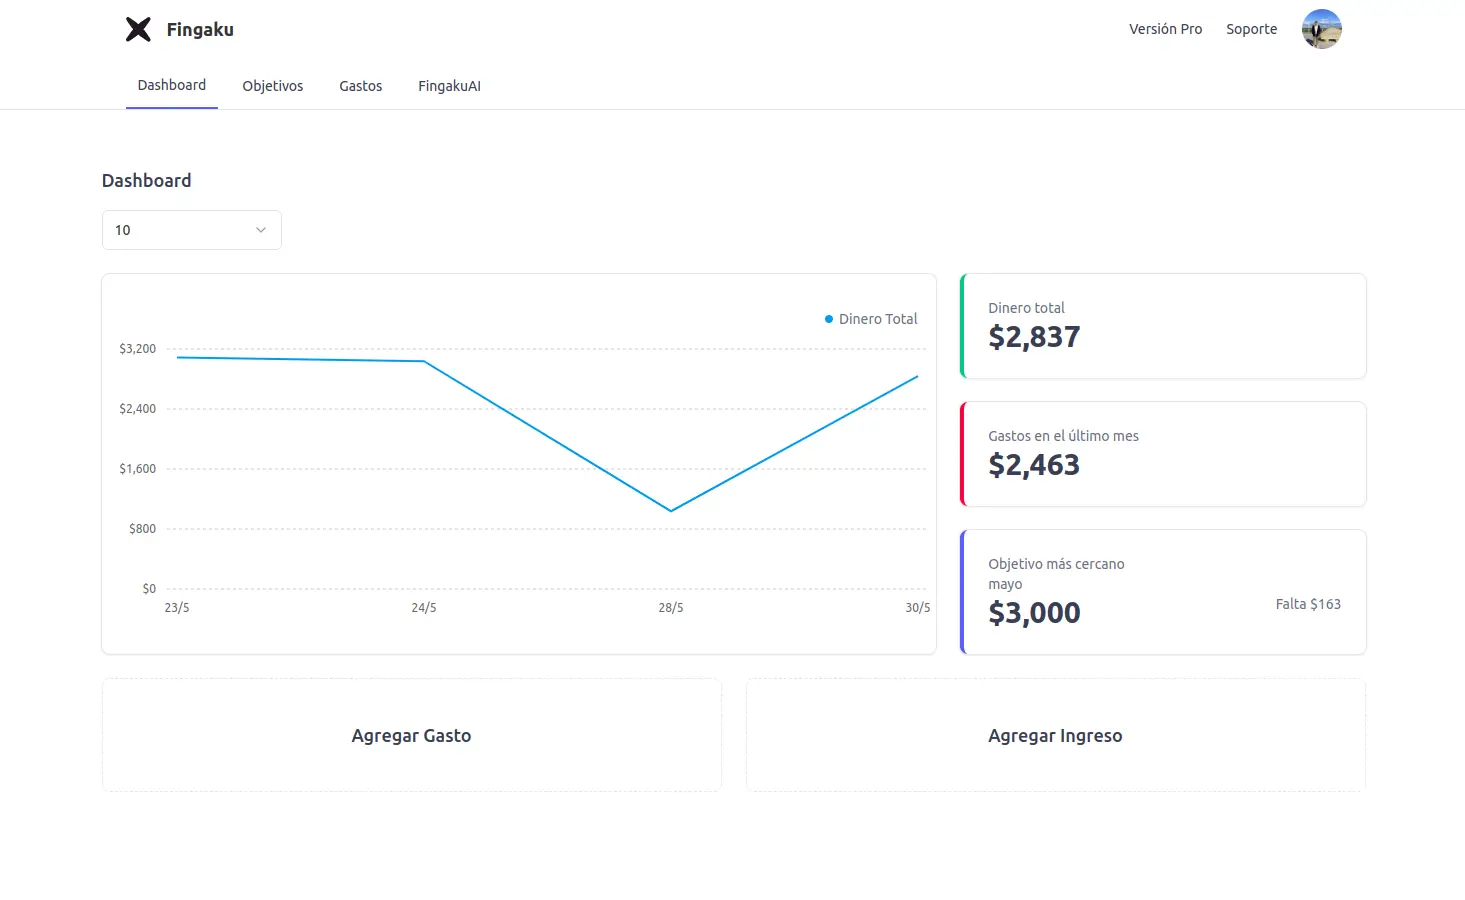 Fingaku
Versión Pro
Soporte
Dashboard
Objetivos
Gastos
FingakuAI
Dashboard
10
Dinero Total
$3,200
$2,400
$1,600
$800
$0
23/5
24/5
28/5
30/5
Dinero total
$2,837
Gastos en el último mes
$2,463
Objetivo más cercano
mayo
$3,000
Falta $163
Agregar Gasto
Agregar Ingreso